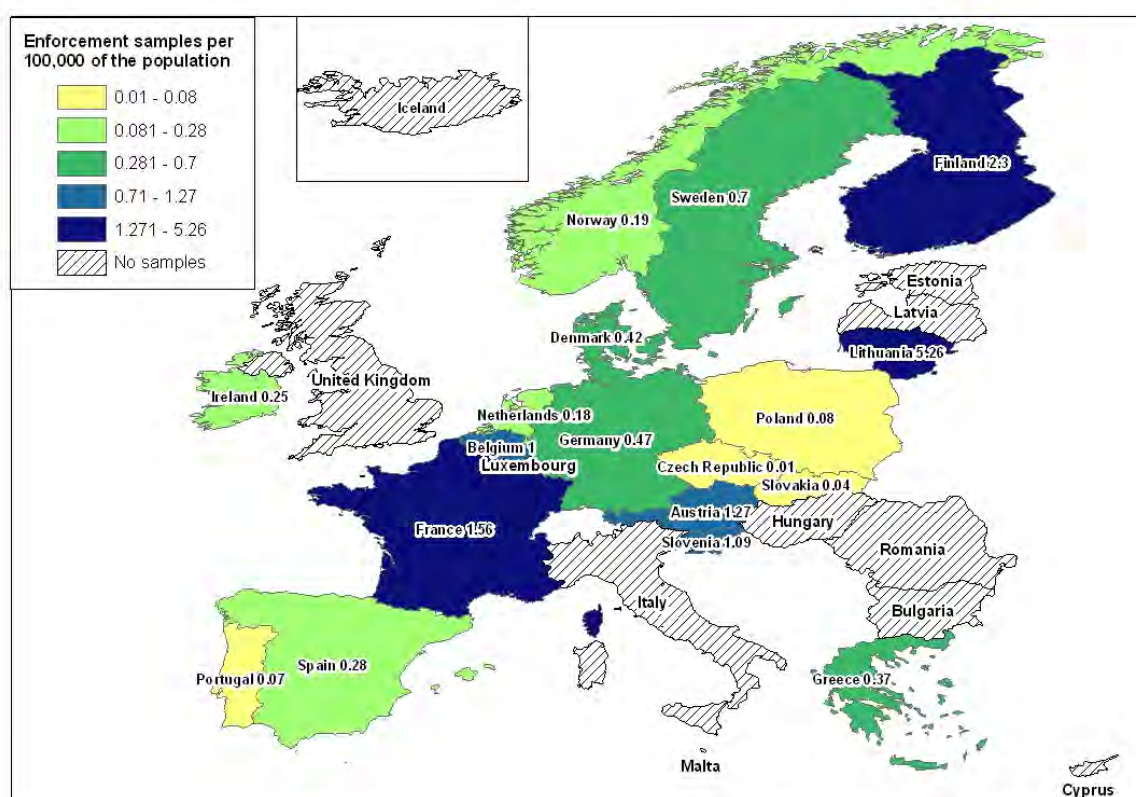 Enforcement samples per
100,000 of the population
0.01 - 0.08
0.081 - 0.28
0.281 - 0.7
0.71 - 1.27
1.271 - 5.26
No samples
Iceland
Finland 2.3
Sweden 0.7
Norway 0.19
Estonia
Latvia
Denmark 0.42
Lithuania 5.26
United Kingdom
Ireland 0.25
Netherlands 0.18
Poland 0.08
Germany 0.47
Belgium 1
Luxembourg
Czech Republic 0.01
Slovakia 0.04
Austria 1.27
Hungary
France 1.56
Slovenia 1.09
Romania
Italy
Bulgaria
Spain 0.28
Portugal 0.07
Greece 0.37
Malta
Cyprus